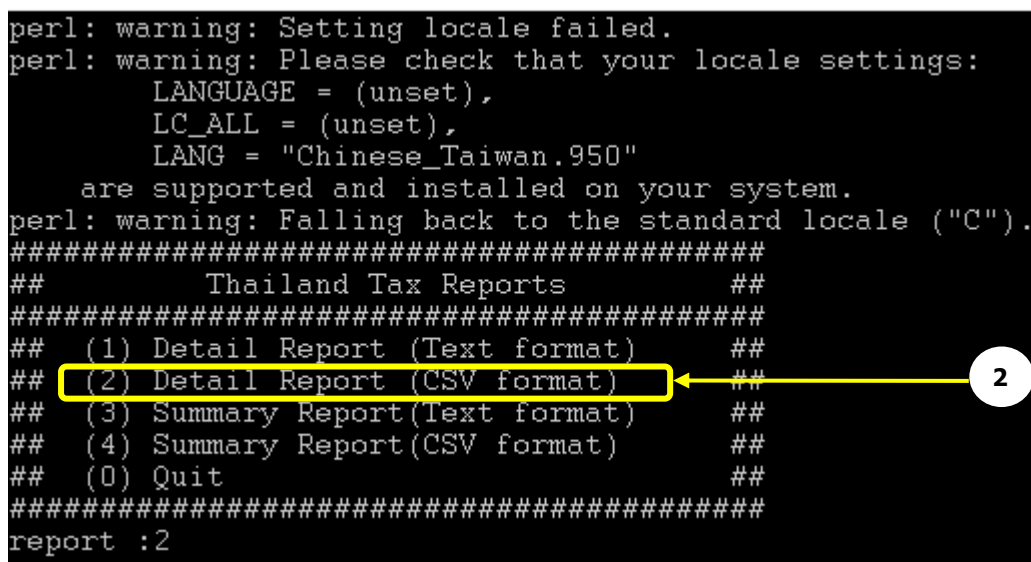 perl: warning: Setting locale failed.
perl: warning: Please check that your locale settings:
        LANGUAGE = (unset),
        LC_ALL = (unset),
        LANG = "Chinese_Taiwan.950"
    are supported and installed on your system.
perl: warning: Falling back to the standard locale ("C").
##########################################
##         Thailand Tax Reports         ##
##########################################
##  (1) Detail Report (Text format)     ##
##  (2) Detail Report (CSV format)      ## 2
##  (3) Summary Report(Text format)     ##
##  (4) Summary Report(CSV format)      ##
##  (0) Quit                            ##
##########################################
report :2